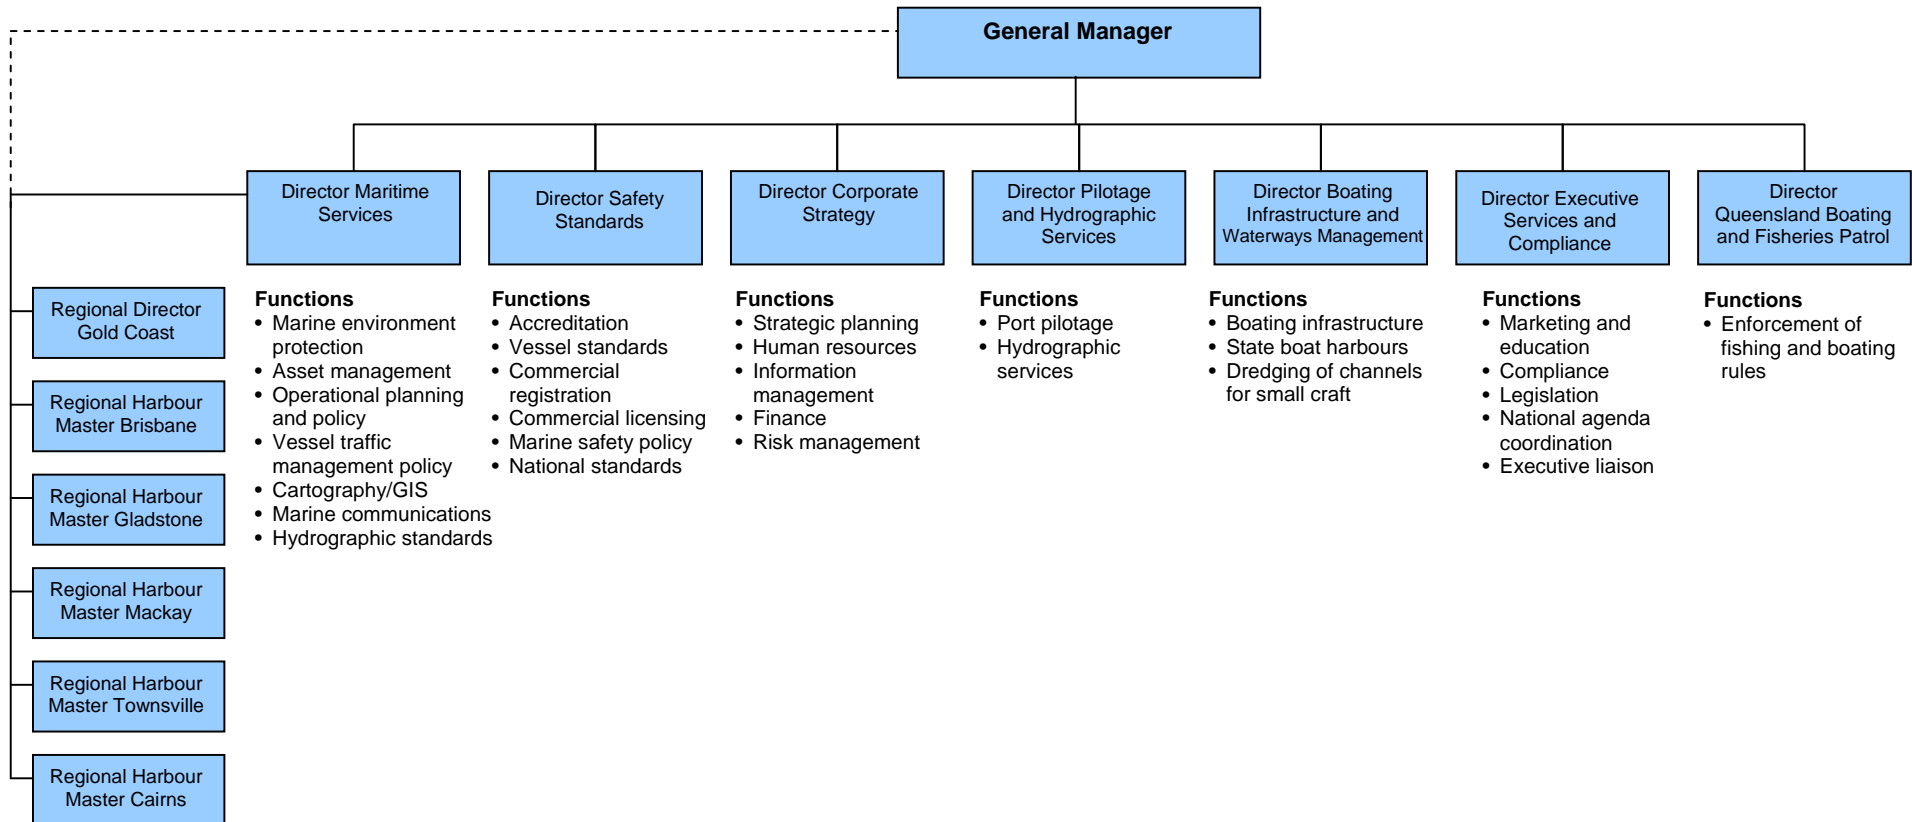 General Manager
Director Maritime
Services
Director Safety
Standards
Director Corporate
Strategy
Director Pilotage
and Hydrographic
Services
Director Boating
Infrastructure and
Waterways Management
Director Executive
Services and
Compliance
Director
Queensland Boating
and Fisheries Patrol
Regional Director
Gold Coast
Regional Harbour
Master Brisbane
Regional Harbour
Master Gladstone
Regional Harbour
Master Mackay
Regional Harbour
Master Townsville
Regional Harbour
Master Cairns
Functions
• Marine environment
protection
• Asset management
• Operational planning
and policy
• Vessel traffic
management policy
• Cartography/GIS
• Marine communications
• Hydrographic standards
Functions
• Accreditation
• Vessel standards
• Commercial
registration
• Commercial licensing
• Marine safety policy
• National standards
Functions
• Strategic planning
• Human resources
• Information
management
• Finance
• Risk management
Functions
• Port pilotage
• Hydrographic
services
Functions
• Boating infrastructure
• State boat harbours
• Dredging of channels
for small craft
Functions
• Marketing and
education
• Compliance
• Legislation
• National agenda
coordination
• Executive liaison
Functions
• Enforcement of
fishing and boating
rules